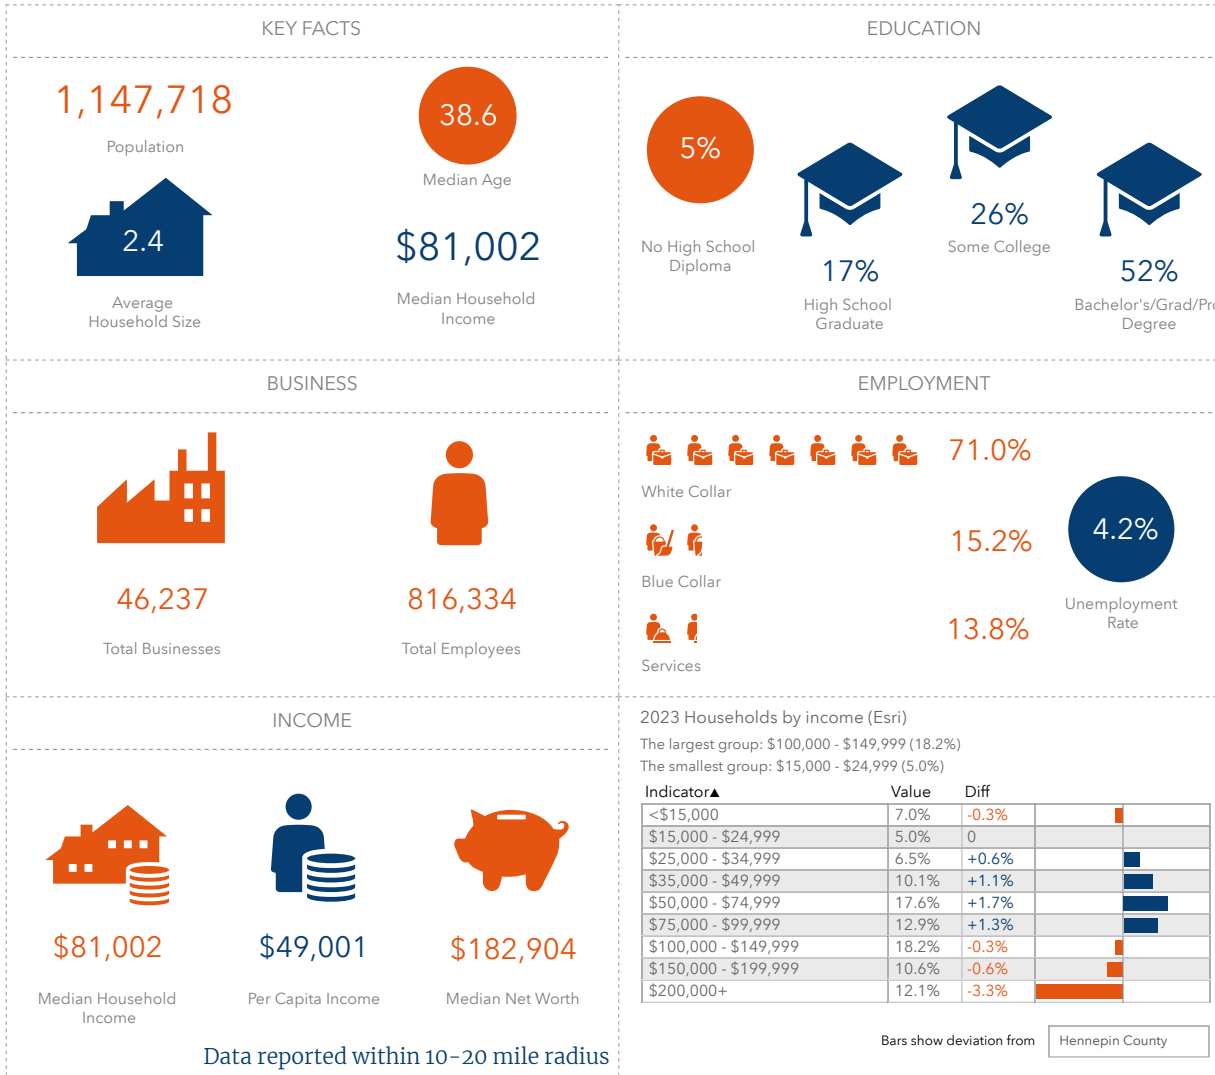 KEY FACTS
1,147,718
Population
38.6
Median Age
2.4
Average
Household Size
$81,002
Median Household
Income
EDUCATION
5%
No High School
Diploma
17%
High School
Graduate
26%
Some College
52%
Bachelor's/Grad/Pr
Degree
BUSINESS
46,237
Total Businesses
816,334
Total Employees
EMPLOYMENT
71.0%
White Collar
15.2%
Blue Collar
13.8%
Services
4.2%
Unemployment
Rate
INCOME
$81,002
Median Household
Income
$49,001
Per Capita Income
$182,904
Median Net Worth
Data reported within 10-20 mile radius
2023 Households by income (Esri)
The largest group: $100,000 - $149,999 (18.2%)
The smallest group: $15,000 - $24,999 (5.0%)
Indicator▲ Value Diff
<$15,000 7.0% -0.3%
$15,000 - $24,999 5.0% 0
$25,000 - $34,999 6.5% +0.6%
$35,000 - $49,999 10.1% +1.1%
$50,000 - $74,999 17.6% +1.7%
$75,000 - $99,999 12.9% +1.3%
$100,000 - $149,999 18.2% -0.3%
$150,000 - $199,999 10.6% -0.6%
$200,000+ 12.1% -3.3%
Bars show deviation from Hennepin County